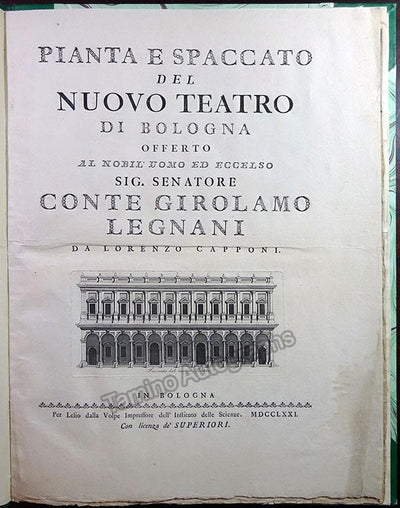 PIANTA E SPACCATO
DEL
NUOVO TEATRO
DI BOLOGNA
OFFERTO
AL NOBIL' UOMO ED ECCELSO
SIG. SENATORE
CONTE GIROLAMO
LEGNANI
DA LORENZO CAPPONI.
Tamino Autographs
IN BOLOGNA
Per Lelio dalla Volpe Impressore dell' Instituto delle Scienze. MDCCLXXI.
Con licenza de' SUPERIORI.